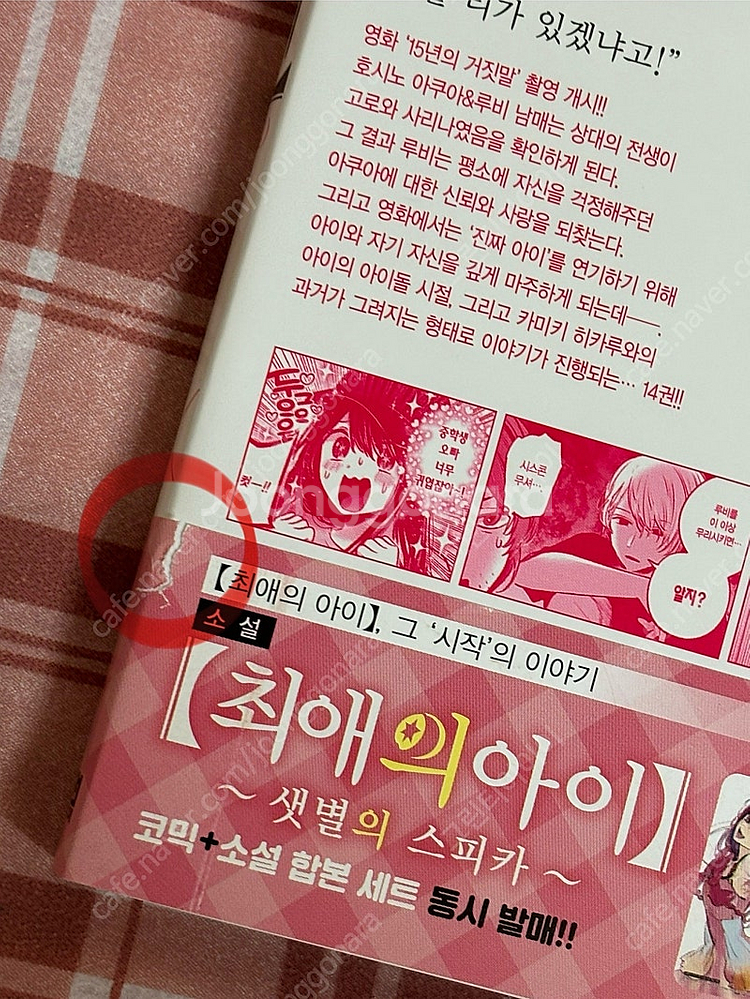 리가 있겠냐고!"
영화 '15년의 거짓말' 촬영 개시!!
호시노 아쿠아&루비 남매는 상대의 전생이
고로와 사리나였음을 확인하게 된다.
그 결과 루비는 평소에 자신을 걱정해주던
아쿠아에 대한 신뢰와 사랑을 되찾는다.
그리고 영화에서는 '진짜 아이'를 연기하기 위해
아이와 자기 자신을 깊게 마주하게 되는데──.
아이의 아이돌 시절, 그리고 카미키 히카루와의
과거가 그려지는 형태로 이야기가 진행되는… 14권!!
중학생
오빠
너무
귀엽잖아~!
컷─!!
시스콘
무셔…
루비를
이 이상
무리시키면…
알지?
【최애의 아이】, 그 '시작'의 이야기
소설
【최애의 아이】
~ 샛별의 스피카 ~
코믹+소설 합본 세트 동시 발매!!
Joonggonara
cafe.naver.com/joonggonara